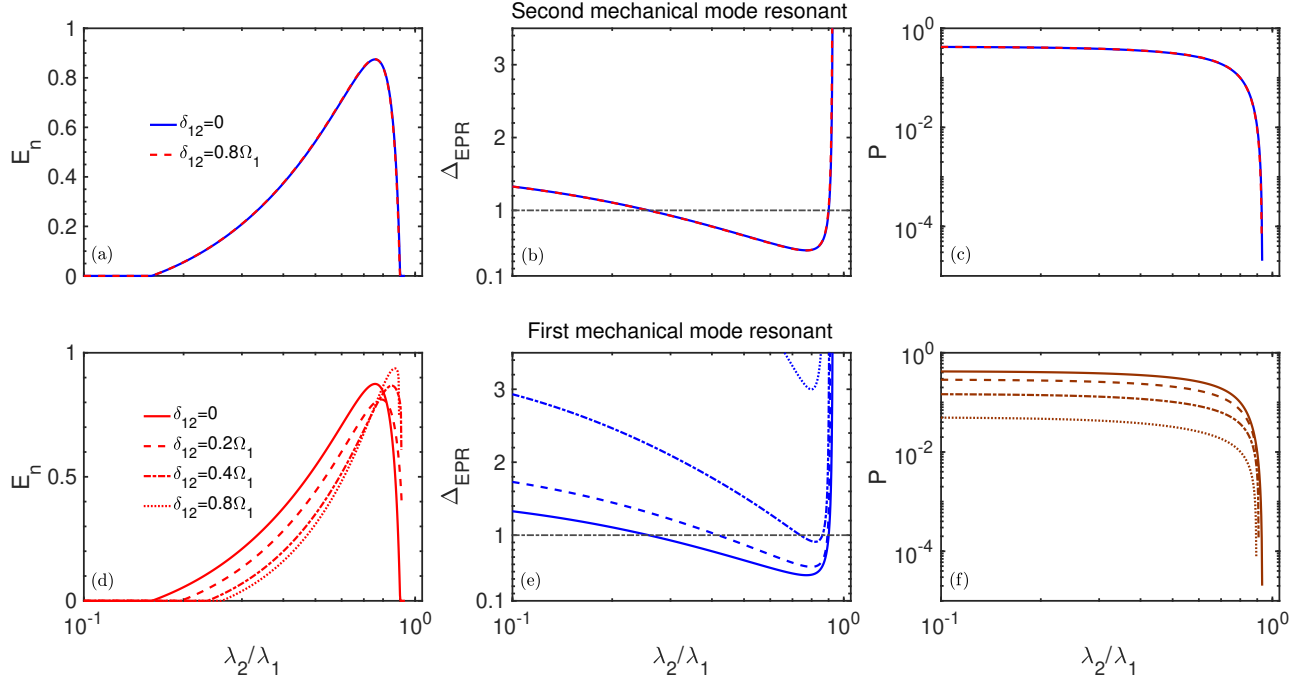 Second mechanical mode resonant
1
0.8
0.6
0.4
0.2
0
E_n
δ_12=0
δ_12=0.8Ω_1
(a)
3
2
1
0.1
Δ_EPR
(b)
10^0
10^-2
10^-4
P
(c)
First mechanical mode resonant
1
0.5
0
E_n
δ_12=0
δ_12=0.2Ω_1
δ_12=0.4Ω_1
δ_12=0.8Ω_1
(d)
10^-1
10^0
λ_2/λ_1
3
2
1
0.1
Δ_EPR
(e)
10^-1
10^0
λ_2/λ_1
10^0
10^-2
10^-4
P
(f)
10^-1
10^0
λ_2/λ_1